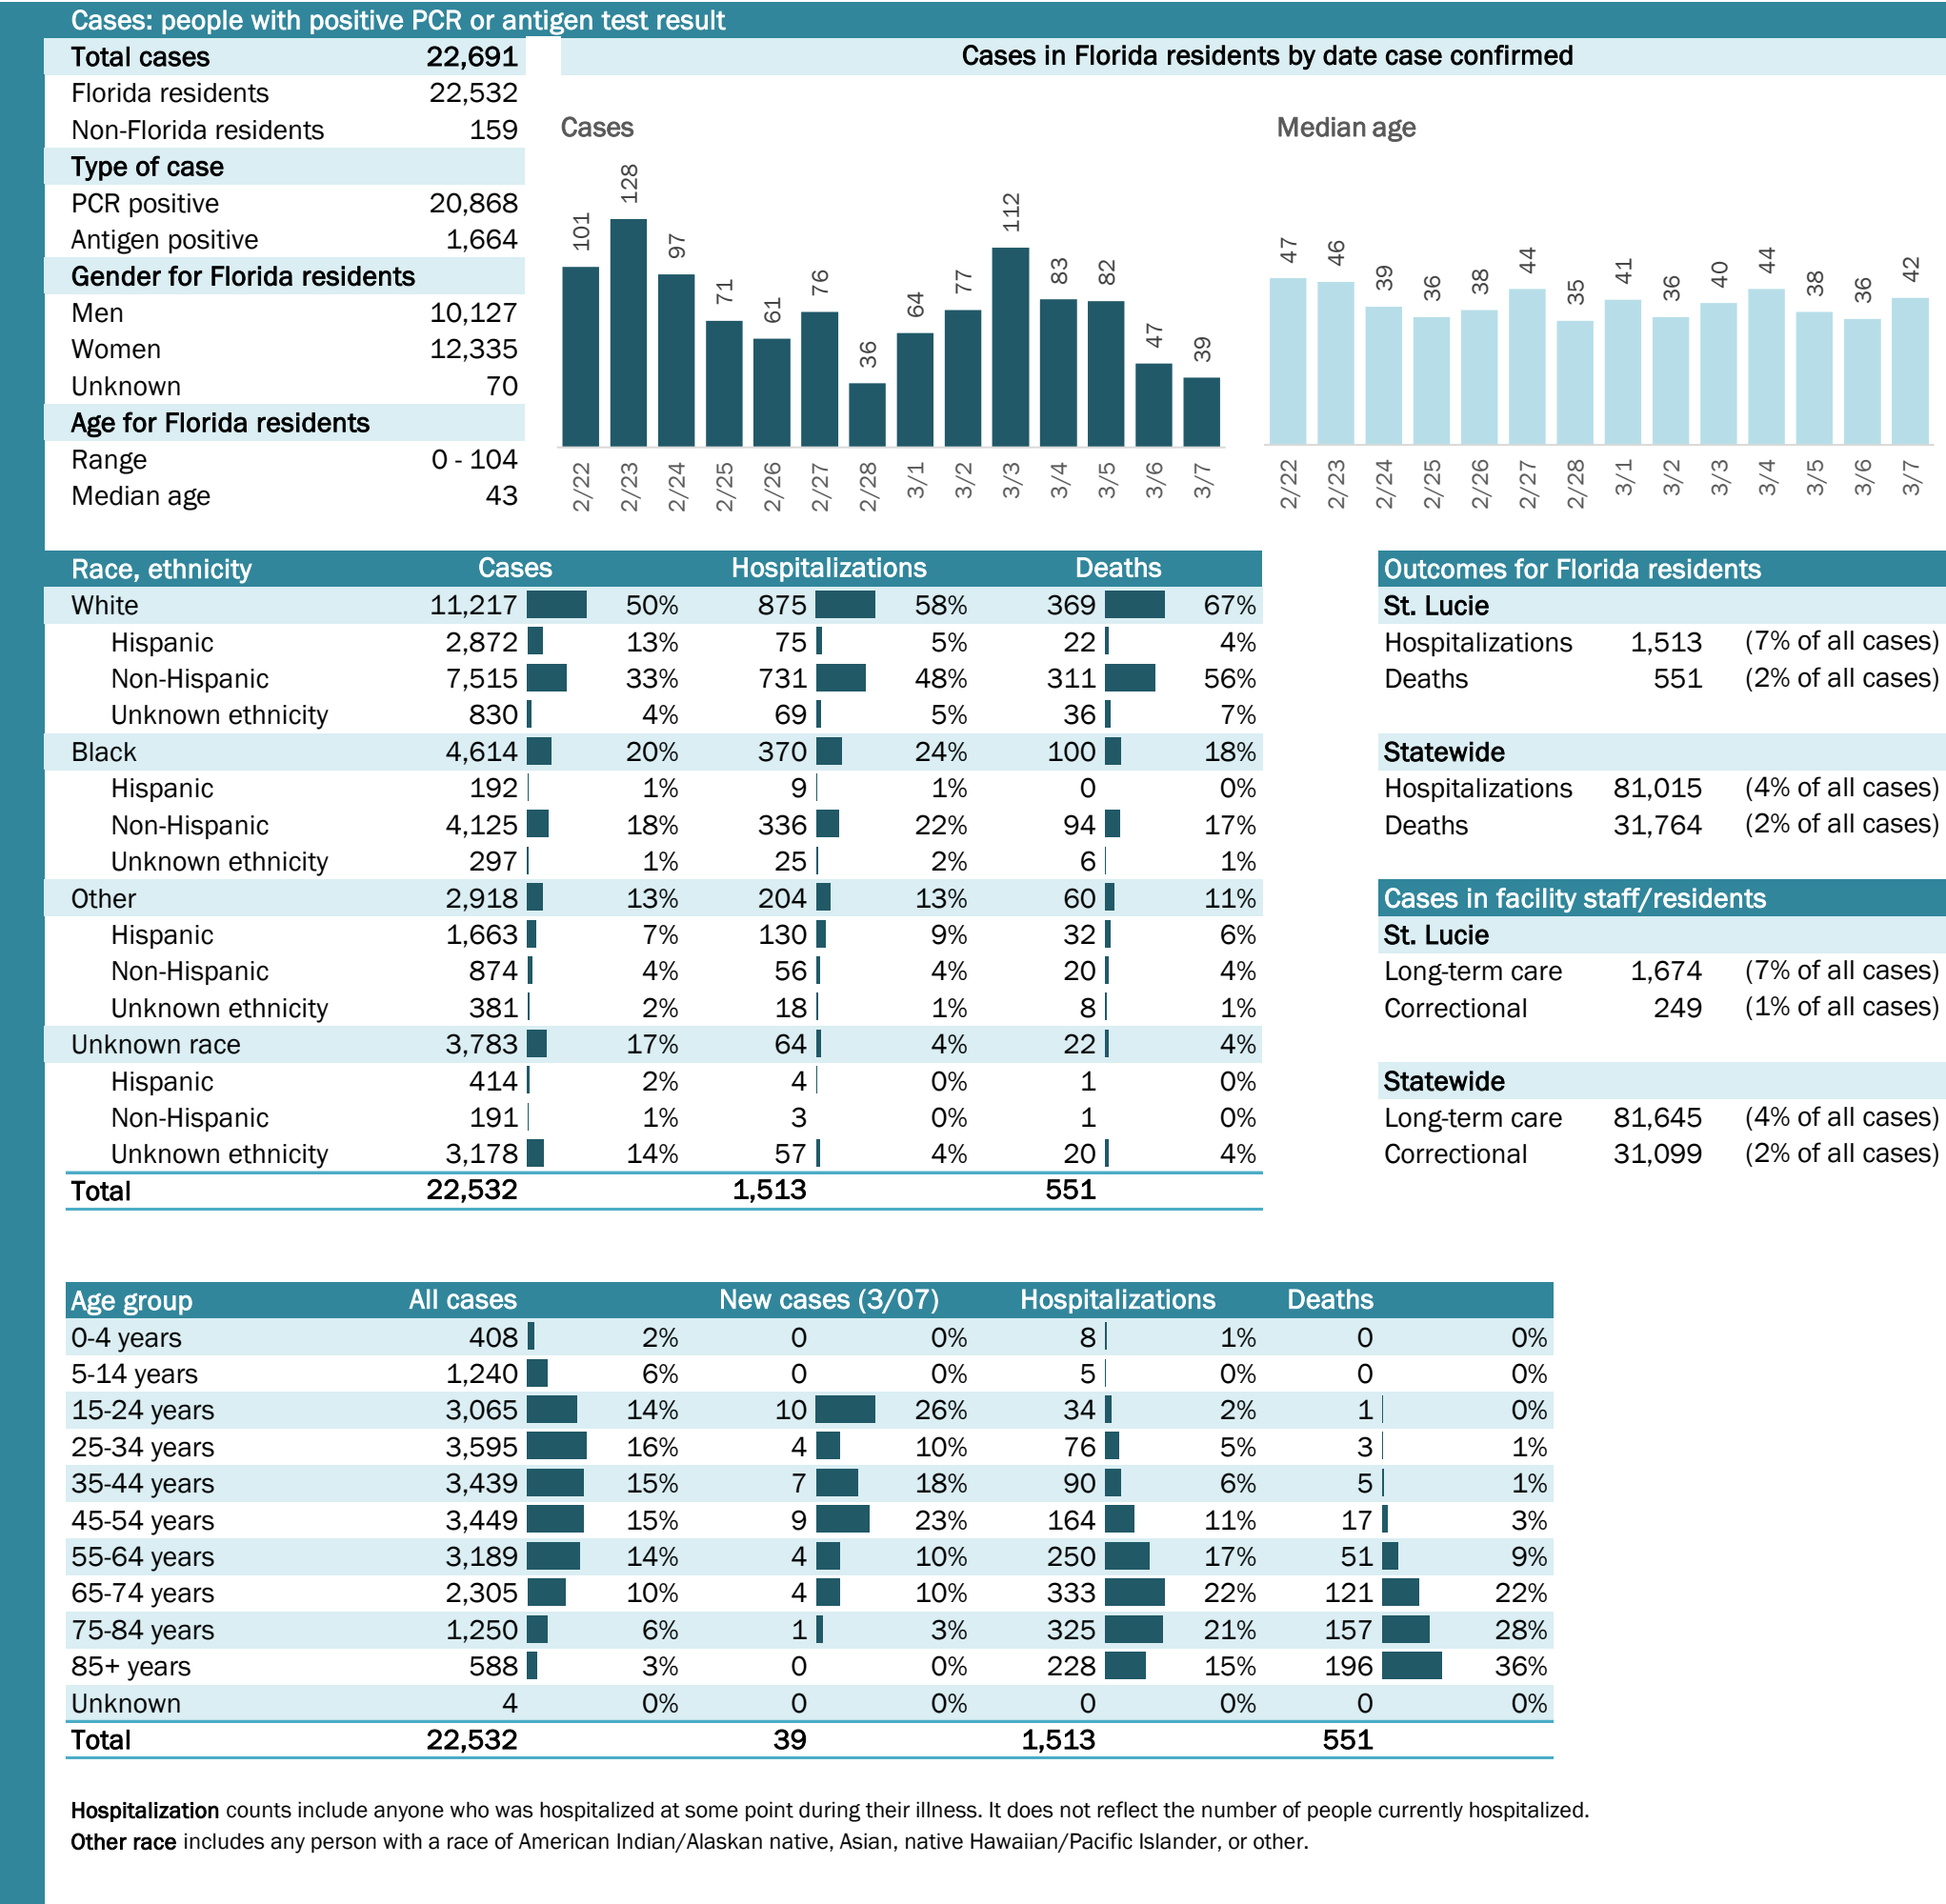 Cases: people with positive PCR or antigen test result
Total cases 22,691
Florida residents 22,532
Non-Florida residents 159
Type of case
PCR positive 20,868
Antigen positive 1,664
Gender for Florida residents
Men 10,127
Women 12,335
Unknown 70
Age for Florida residents
Range 0 - 104
Median age 43
Cases in Florida residents by date case confirmed
Cases
101 128 97 71 61 76 36 64 77 112 83 82 47 39
2/22 2/23 2/24 2/25 2/26 2/27 2/28 3/1 3/2 3/3 3/4 3/5 3/6 3/7
Median age
47 46 39 36 38 44 35 41 36 40 44 38 36 42
2/22 2/23 2/24 2/25 2/26 2/27 2/28 3/1 3/2 3/3 3/4 3/5 3/6 3/7
Race, ethnicity Cases Hospitalizations Deaths
White 11,217 50% 875 58% 369 67%
Hispanic 2,872 13% 75 5% 22 4%
Non-Hispanic 7,515 33% 731 48% 311 56%
Unknown ethnicity 830 4% 69 5% 36 7%
Black 4,614 20% 370 24% 100 18%
Hispanic 192 1% 9 1% 0 0%
Non-Hispanic 4,125 18% 336 22% 94 17%
Unknown ethnicity 297 1% 25 2% 6 1%
Other 2,918 13% 204 13% 60 11%
Hispanic 1,663 7% 130 9% 32 6%
Non-Hispanic 874 4% 56 4% 20 4%
Unknown ethnicity 381 2% 18 1% 8 1%
Unknown race 3,783 17% 64 4% 22 4%
Hispanic 414 2% 4 0% 1 0%
Non-Hispanic 191 1% 3 0% 1 0%
Unknown ethnicity 3,178 14% 57 4% 20 4%
Total 22,532 1,513 551
Outcomes for Florida residents
St. Lucie
Hospitalizations 1,513 (7% of all cases)
Deaths 551 (2% of all cases)
Statewide
Hospitalizations 81,015 (4% of all cases)
Deaths 31,764 (2% of all cases)
Cases in facility staff/residents
St. Lucie
Long-term care 1,674 (7% of all cases)
Correctional 249 (1% of all cases)
Statewide
Long-term care 81,645 (4% of all cases)
Correctional 31,099 (2% of all cases)
Age group All cases New cases (3/07) Hospitalizations Deaths
0-4 years 408 2% 0 0% 8 1% 0 0%
5-14 years 1,240 6% 0 0% 5 0% 0 0%
15-24 years 3,065 14% 10 26% 34 2% 1 0%
25-34 years 3,595 16% 4 10% 76 5% 3 1%
35-44 years 3,439 15% 7 18% 90 6% 5 1%
45-54 years 3,449 15% 9 23% 164 11% 17 3%
55-64 years 3,189 14% 4 10% 250 17% 51 9%
65-74 years 2,305 10% 4 10% 333 22% 121 22%
75-84 years 1,250 6% 1 3% 325 21% 157 28%
85+ years 588 3% 0 0% 228 15% 196 36%
Unknown 4 0% 0 0% 0 0% 0 0%
Total 22,532 39 1,513 551
Hospitalization counts include anyone who was hospitalized at some point during their illness. It does not reflect the number of people currently hospitalized.
Other race includes any person with a race of American Indian/Alaskan native, Asian, native Hawaiian/Pacific Islander, or other.